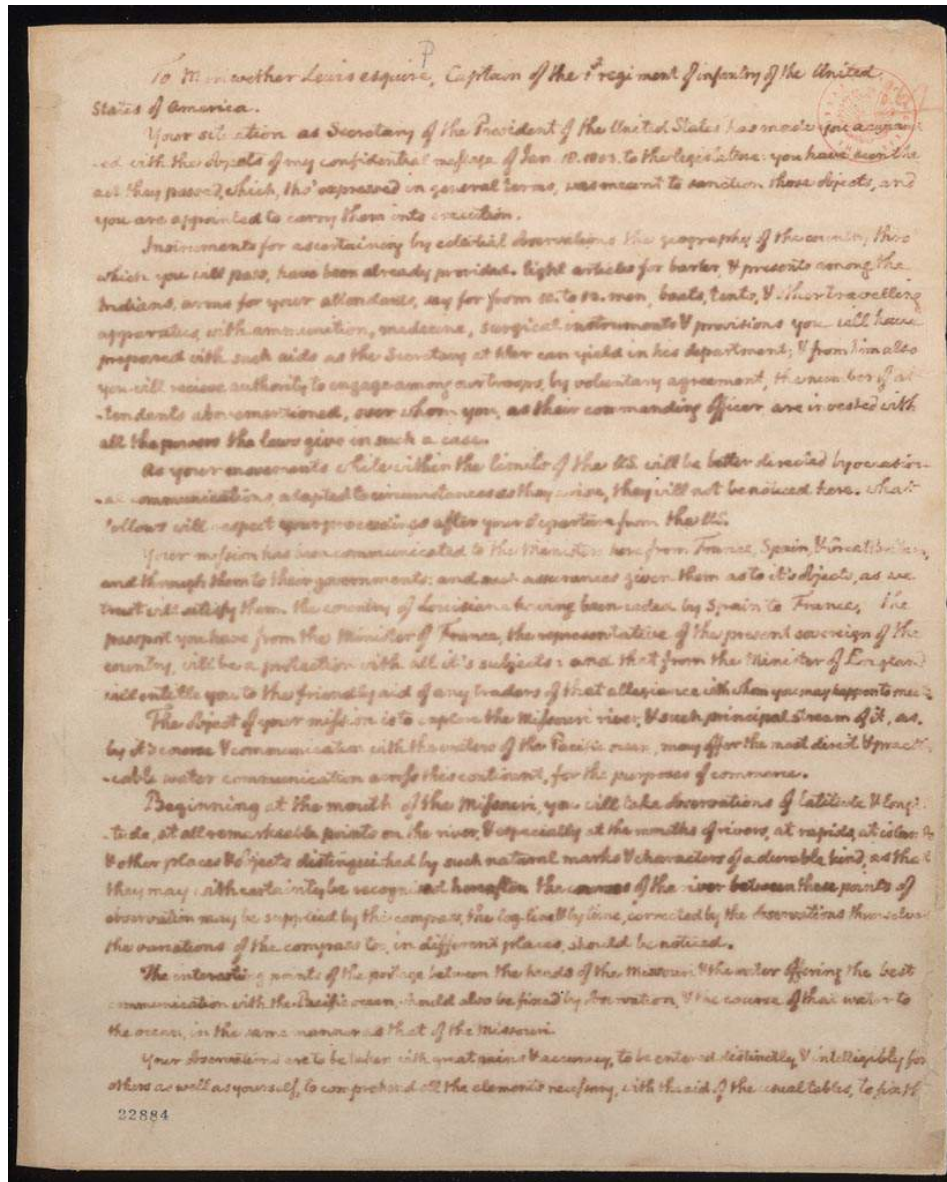 P
To Meriwether Lewis esquire, Captain of the 1st regiment of infantry of the United
States of America.
Your situation as Secretary of the President of the United States has made you acquaint
-ed with the objects of my confidential message of Jan. 18. 1803. to the legislature: you have seen the
act they passed, which, tho' expressed in general terms, was meant to sanction those objects, and
you are appointed to carry them into execution.
Instruments for ascertaining by celestial observations the geography of the country thro'
which you will pass, have been already provided. light articles for barter, & presents among the
Indians, arms for your attendants, say for from 10. to 12. men, boats, tents, & other travelling
apparatus, with ammunition, medicine, surgical instruments & provisions you will have
prepared with such aids as the Secretary at War can yield in his department; & from him also
you will recieve authority to engage among our troops, by voluntary agreement, the number of at
-tendants abovementioned, over whom you, as their commanding officer are invested with
all the powers the laws give in such a case.
As your movements while within the limits of the US. will be better directed by occasion
-al communications, adapted to circumstances as they arise, they will not be noticed here. what
follows will respect your proceedings after your departure from the US.
Your mission has been communicated to the Ministers here from France, Spain, & Great Britain,
and through them to their governments: and such assurances given them as to it's objects, as we
trust will satisfy them. the country of Louisiana having been ceded by Spain to France, the
passport you have from the Minister of France, the representative of the present sovereign of the
country, will be a protection with all it's subjects: and that from the Minister of England
will entitle you to the friendly aid of any traders of that allegiance with whom you may happen to meet.
The object of your mission is to explore the Missouri river, & such principal stream of it, as,
by it's course & communication with the waters of the Pacific ocean, may offer the most direct & practi
-cable water communication across this continent, for the purposes of commerce.
Beginning at the mouth of the Missouri, you will take observations of latitude & longi
-tude, at all remarkeable points on the river, & especially at the mouths of rivers, at rapids, at islands
& other places & objects distinguished by such natural marks & characters of a durable kind, as that
they may with certainty be recognised hereafter. the courses of the river between these points of
observation may be supplied by the compass, the log-line & by time, corrected by the observations themselves
the variations of the compass too, in different places, should be noticed.
The interesting points of the portage between the heads of the Missouri & the water offering the best
communication with the Pacific ocean, should also be fixed by observation, & the course of that water to
the ocean, in the same manner as that of the Missouri.
Your observations are to be taken with great pains & accuracy, to be entered distinctly & intelligibly for
others as well as yourself, to comprehend all the elements necessary, with the aid of the usual tables, to fix th
22884